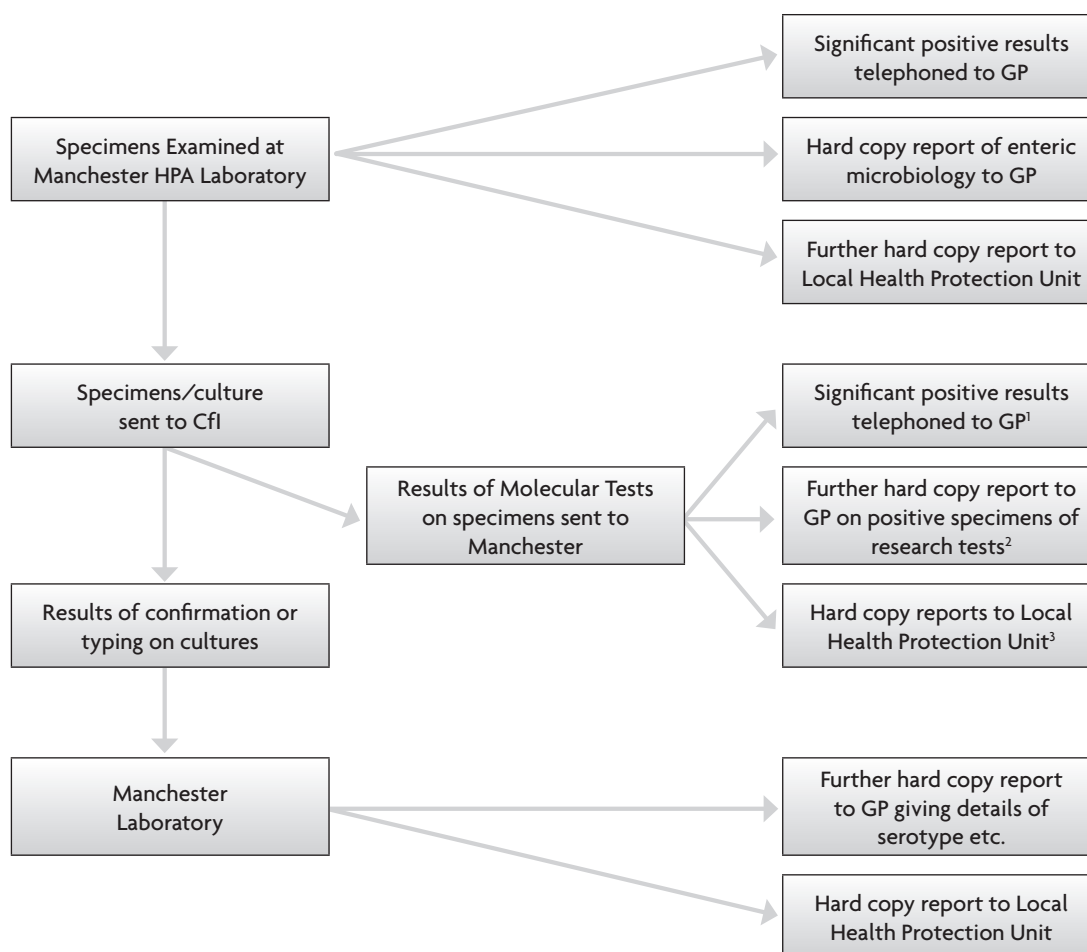 Significant positive results
telephoned to GP
Specimens Examined at
Manchester HPA Laboratory
Hard copy report of enteric
microbiology to GP
Further hard copy report to
Local Health Protection Unit
Specimens/culture
sent to CfI
Significant positive results
telephoned to GP¹
Results of Molecular Tests
on specimens sent to
Manchester
Further hard copy report to
GP on positive specimens of
research tests²
Results of confirmation or
typing on cultures
Hard copy reports to Local
Health Protection Unit³
Manchester
Laboratory
Further hard copy report
to GP giving details of
serotype etc.
Hard copy report to Local
Health Protection Unit